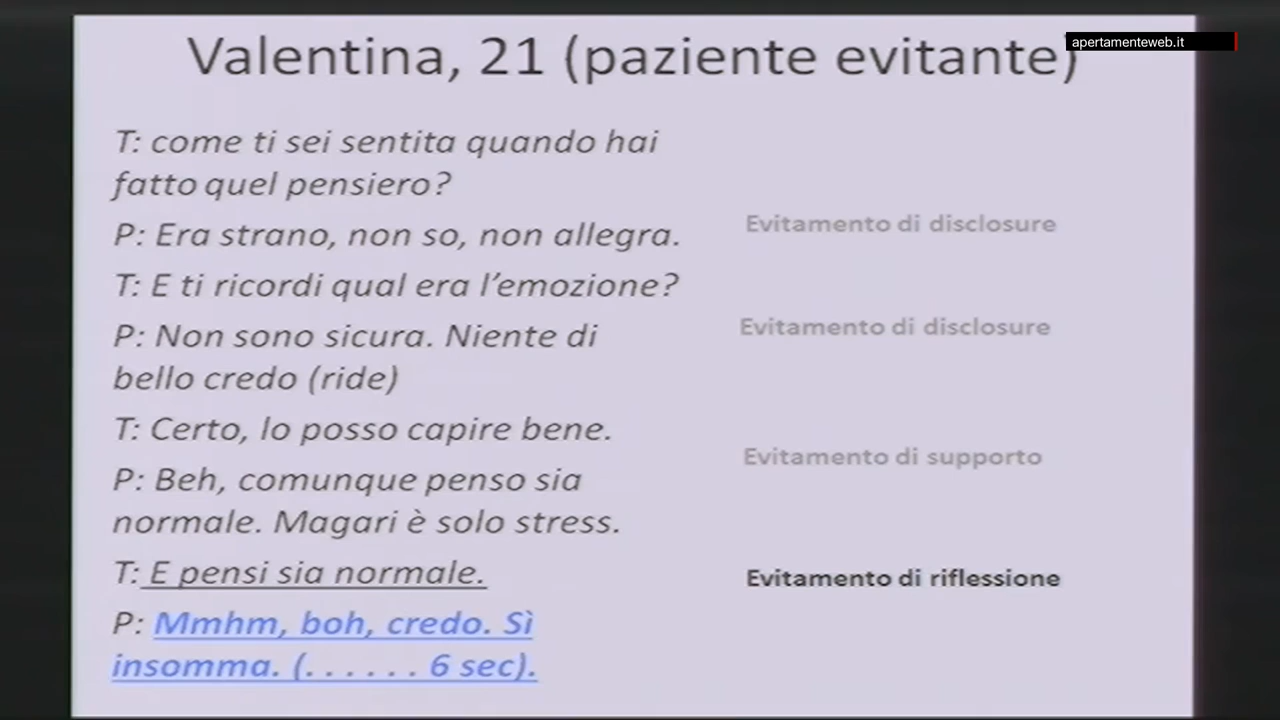 Valentina, 21 (paziente evitante)
apertamenteweb.it
T: come ti sei sentita quando hai
fatto quel pensiero?
P: Era strano, non so, non allegra.
Evitamento di disclosure
T: E ti ricordi qual era l’emozione?
P: Non sono sicura. Niente di
bello credo (ride)
Evitamento di disclosure
T: Certo, lo posso capire bene.
P: Beh, comunque penso sia
normale. Magari è solo stress.
Evitamento di supporto
T: E pensi sia normale.
Evitamento di riflessione
P: Mmhm, boh, credo. Sì
insomma. (. . . . . . 6 sec).